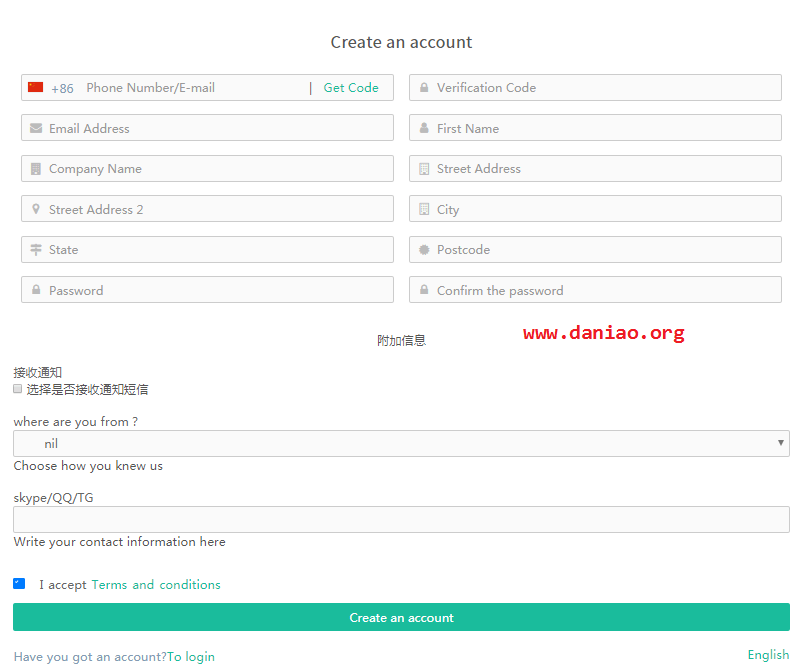 Create an account
+86 Phone Number/E-mail | Get Code
Verification Code
Email Address
First Name
Company Name
Street Address
Street Address 2
City
State
Postcode
Password
Confirm the password
附加信息
www.daniao.org
接收通知
选择是否接收通知短信
where are you from ?
nil
Choose how you knew us
skype/QQ/TG
Write your contact information here
I accept Terms and conditions
Create an account
Have you got an account?To login
English